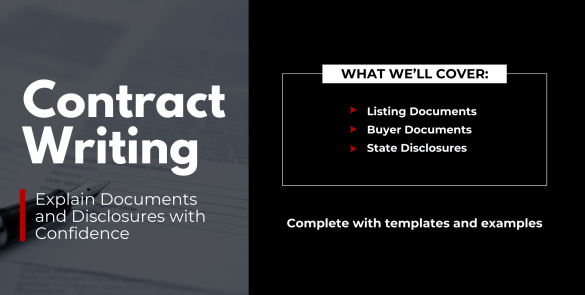 Contract
Writing
Explain Documents
and Disclosures with
Confidence
WHAT WE'LL COVER:
Listing Documents
Buyer Documents
State Disclosures
Complete with templates and examples